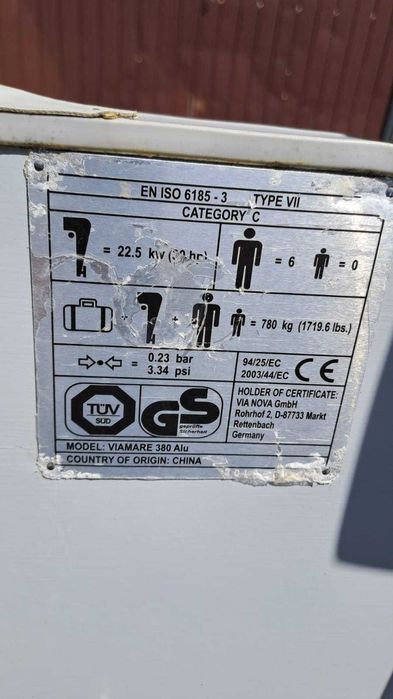 EN ISO 6185 - 3 TYPE VII
CATEGORY C
= 22.5 kw (30 hp)
= 6 = 0
+ + = 780 kg (1719.6 lbs.)
= 0.23 bar
3.34 psi
94/25/EC
2003/44/EC CE
TÜV
SÜD
GS
geprüfte
Sicherheit
HOLDER OF CERTIFICATE:
VIA NOVA GmbH
Rohrhof 2, D-87733 Markt
Rettenbach
Germany
MODEL: VIAMARE 380 Alu
COUNTRY OF ORIGIN: CHINA